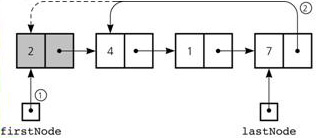 ②
2 4 1 7
①
firstNode lastNode